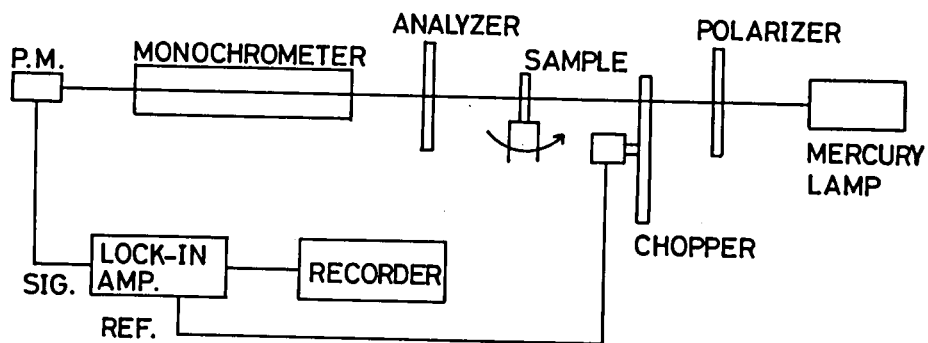 ANALYZER
POLARIZER
P.M.
MONOCHROMETER
SAMPLE
MERCURY
LAMP
CHOPPER
LOCK-IN
AMP.
RECORDER
SIG.
REF.